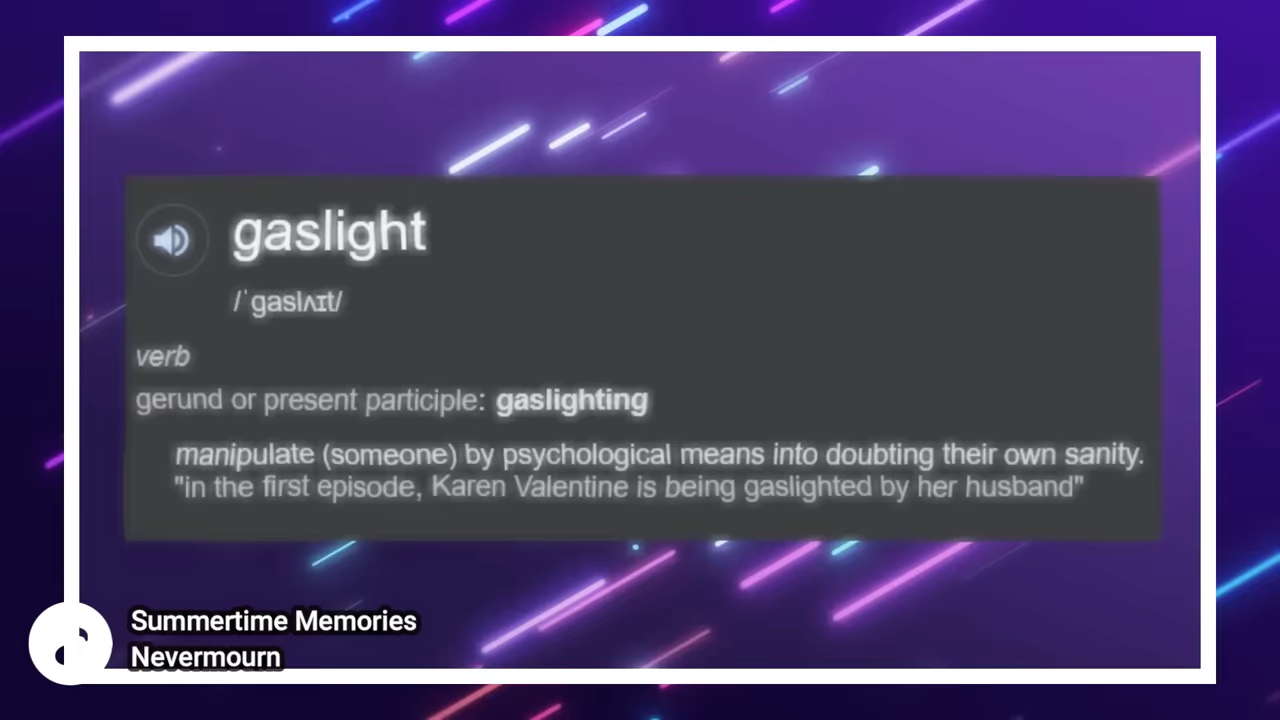 gaslight
/ˈɡaslʌɪt/
verb
gerund or present participle: gaslighting
manipulate (someone) by psychological means into doubting their own sanity.
"in the first episode, Karen Valentine is being gaslighted by her husband"
Summertime Memories
Nevermourn